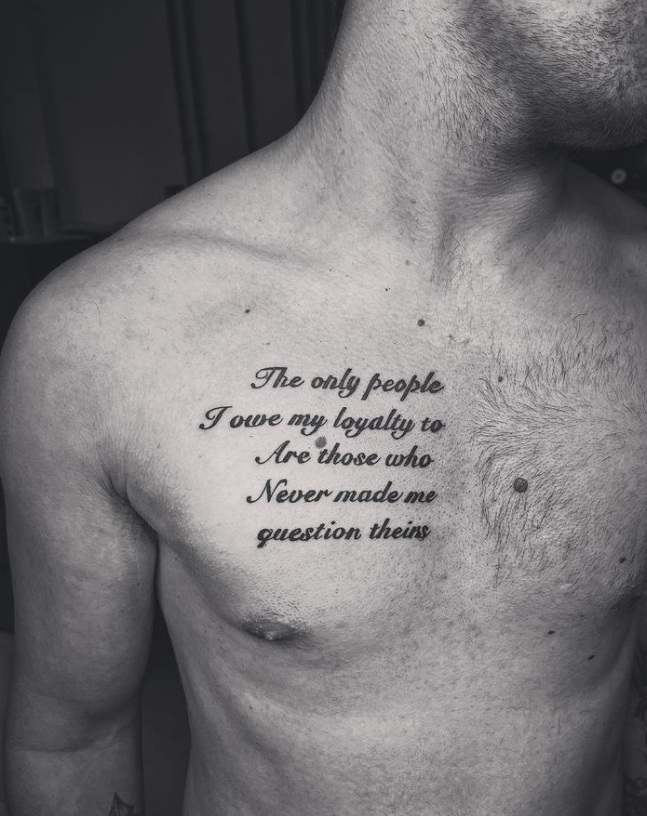 The only people
I owe my loyalty to
Are those who
Never made me
question theirs